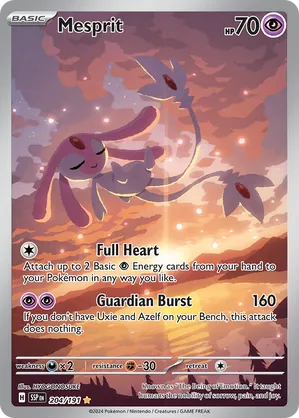 BASIC
Mesprit
HP70
Full Heart
Attach up to 2 Basic Energy cards from your hand to
your Pokémon in any way you like.
Guardian Burst 160
If you don't have Uxie and Azelf on your Bench, this attack
does nothing.
weakness ×2 resistance -30 retreat
Illus. HYOGONOSUKE
H SSP EN 204/191
Known as "The Being of Emotion." It taught
humans the nobility of sorrow, pain, and joy.
©2024 Pokémon / Nintendo / Creatures / GAME FREAK